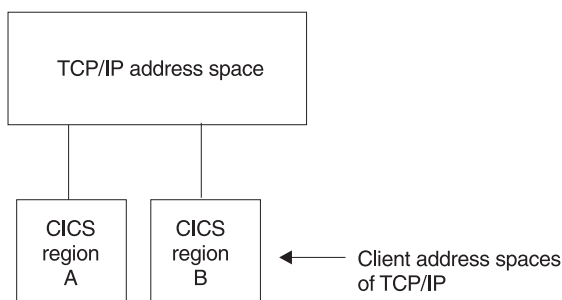 TCP/IP address space
CICS
region
A
CICS
region
B
Client address spaces
of TCP/IP